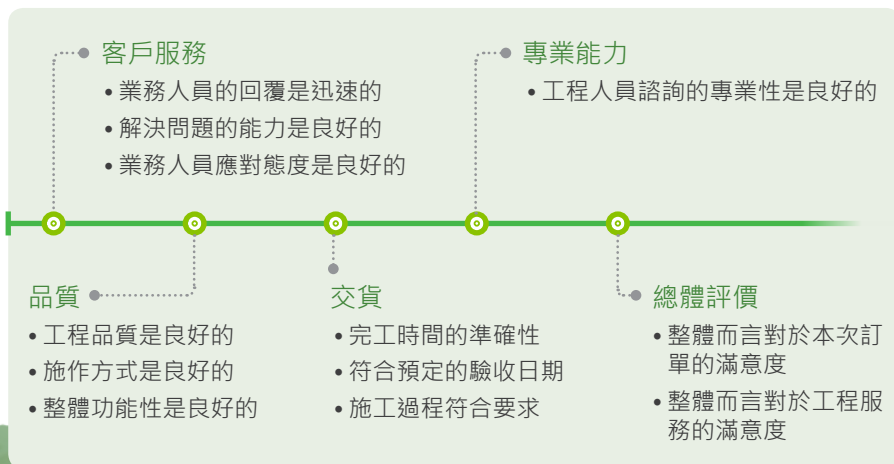 客戶服務
• 業務人員的回覆是迅速的
• 解決問題的能力是良好的
• 業務人員應對態度是良好的
專業能力
• 工程人員諮詢的專業性是良好的
品質
• 工程品質是良好的
• 施作方式是良好的
• 整體功能性是良好的
交貨
• 完工時間的準確性
• 符合預定的驗收日期
• 施工過程符合要求
總體評價
• 整體而言對於本次訂
單的滿意度
• 整體而言對於工程服
務的滿意度